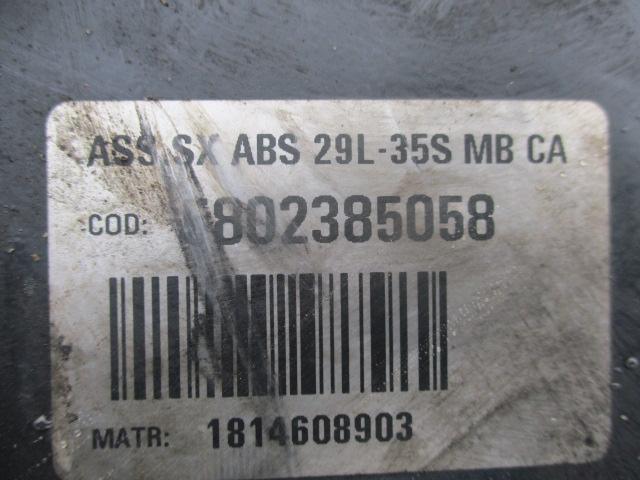 ASS.SX ABS 29L-35S MB CA
COD: 5802385058
MATR: 1814608903